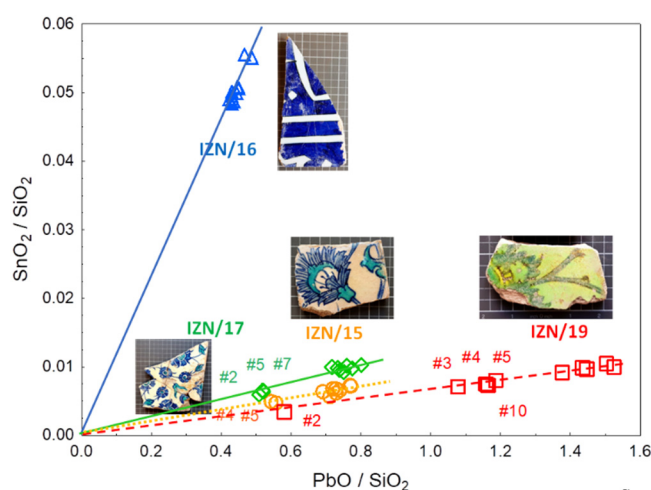 0.06
0.05
0.04
0.03
0.02
0.01
0.00
SnO2 / SiO2
IZN/16
IZN/17
IZN/15
IZN/19
#2 #5 #7
#4 #5
#2
#3 #4 #5
#10
0.0 0.2 0.4 0.6 0.8 1.0 1.2 1.4 1.6
PbO / SiO2